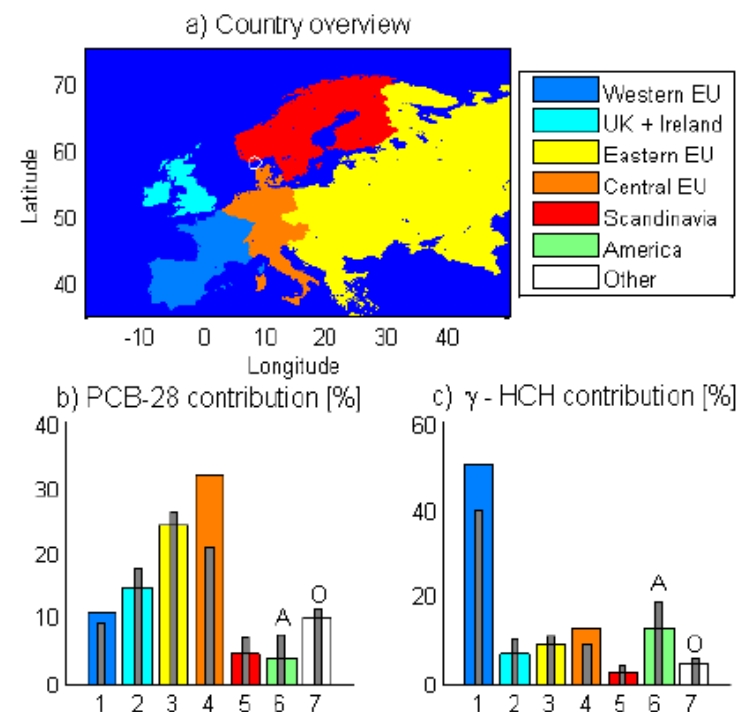 a) Country overview
70
60
50
40
Latitude
-10 0 10 20 30 40
Longitude
Western EU
UK + Ireland
Eastern EU
Central EU
Scandinavia
America
Other
b) PCB-28 contribution [%]
40
30
20
10
0
A
O
1 2 3 4 5 6 7
c) γ - HCH contribution [%]
60
40
20
0
A
O
1 2 3 4 5 6 7